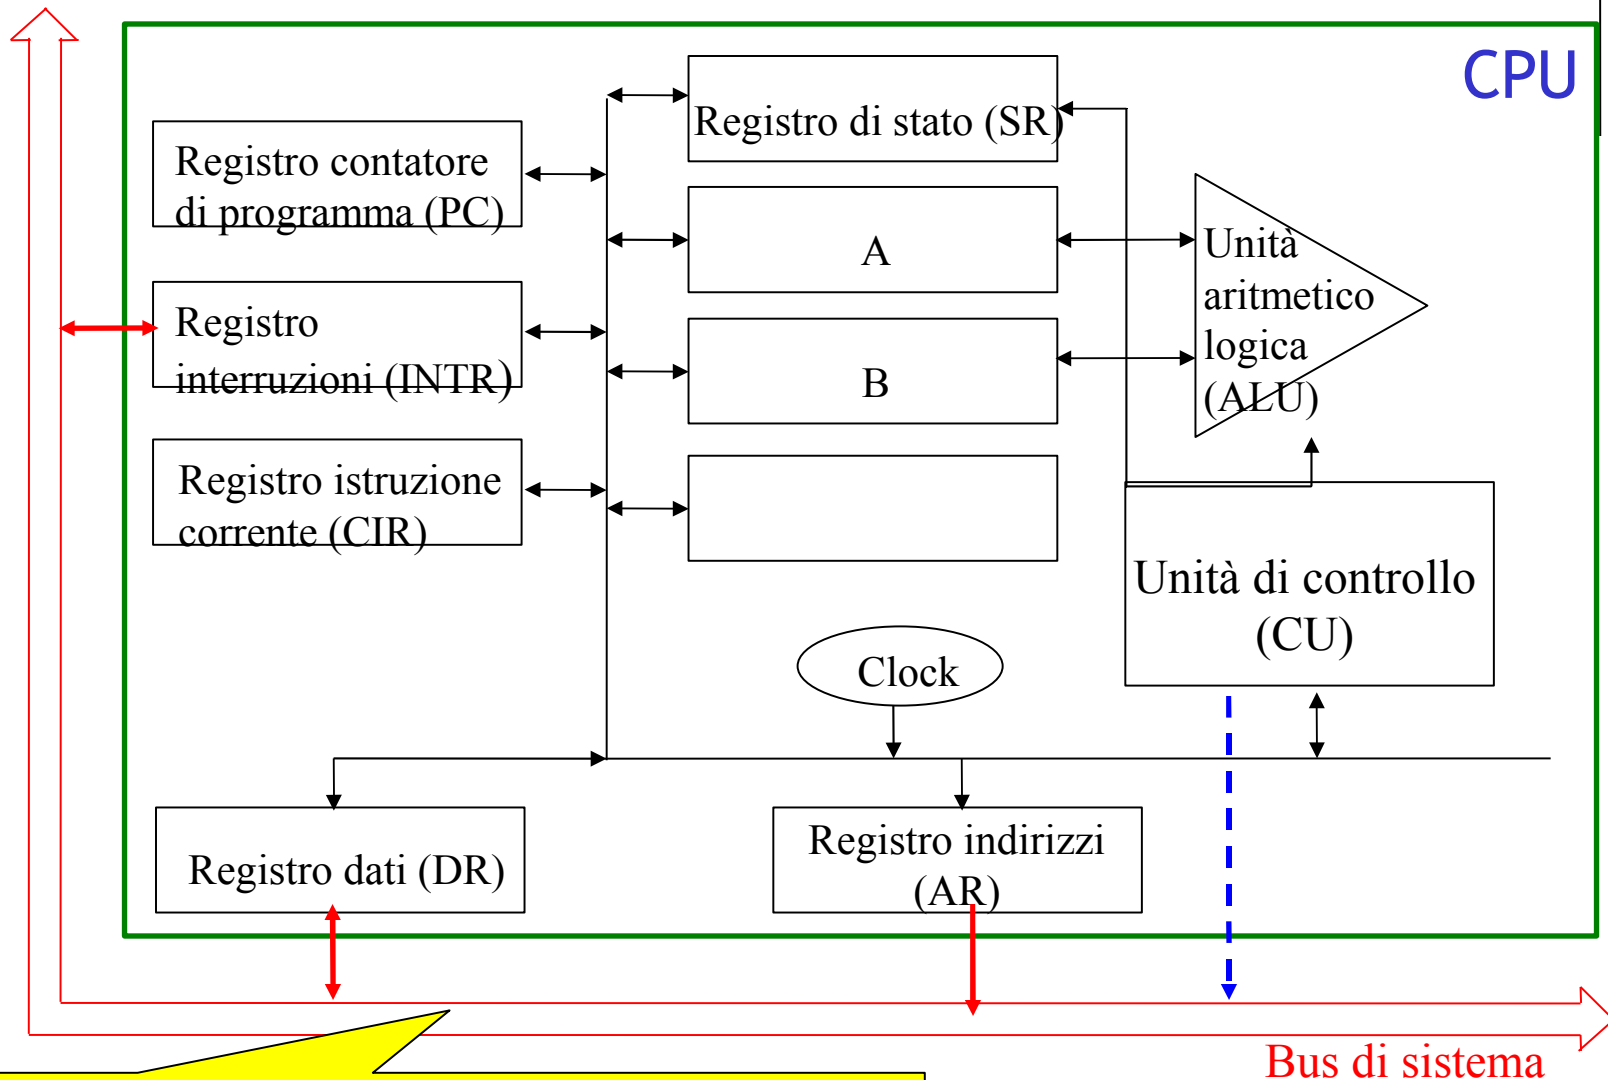 CPU
Registro di stato (SR)
Registro contatore
di programma (PC)
A
Unità
aritmetico
logica
(ALU)
Registro
interruzioni (INTR)
B
Registro istruzione
corrente (CIR)
Unità di controllo
(CU)
Clock
Registro dati (DR)
Registro indirizzi
(AR)
Bus di sistema